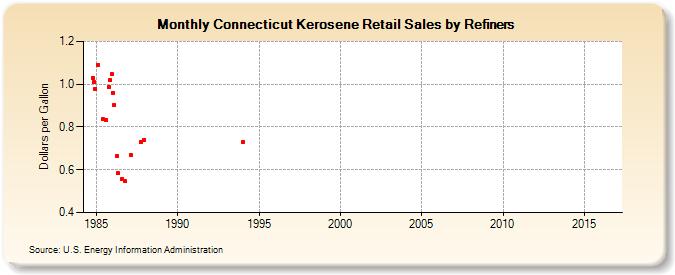 Monthly Connecticut Kerosene Retail Sales by Refiners
Dollars per Gallon
1.2
1.0
0.8
0.6
0.4
1985 1990 1995 2000 2005 2010 2015
Source: U.S. Energy Information Administration